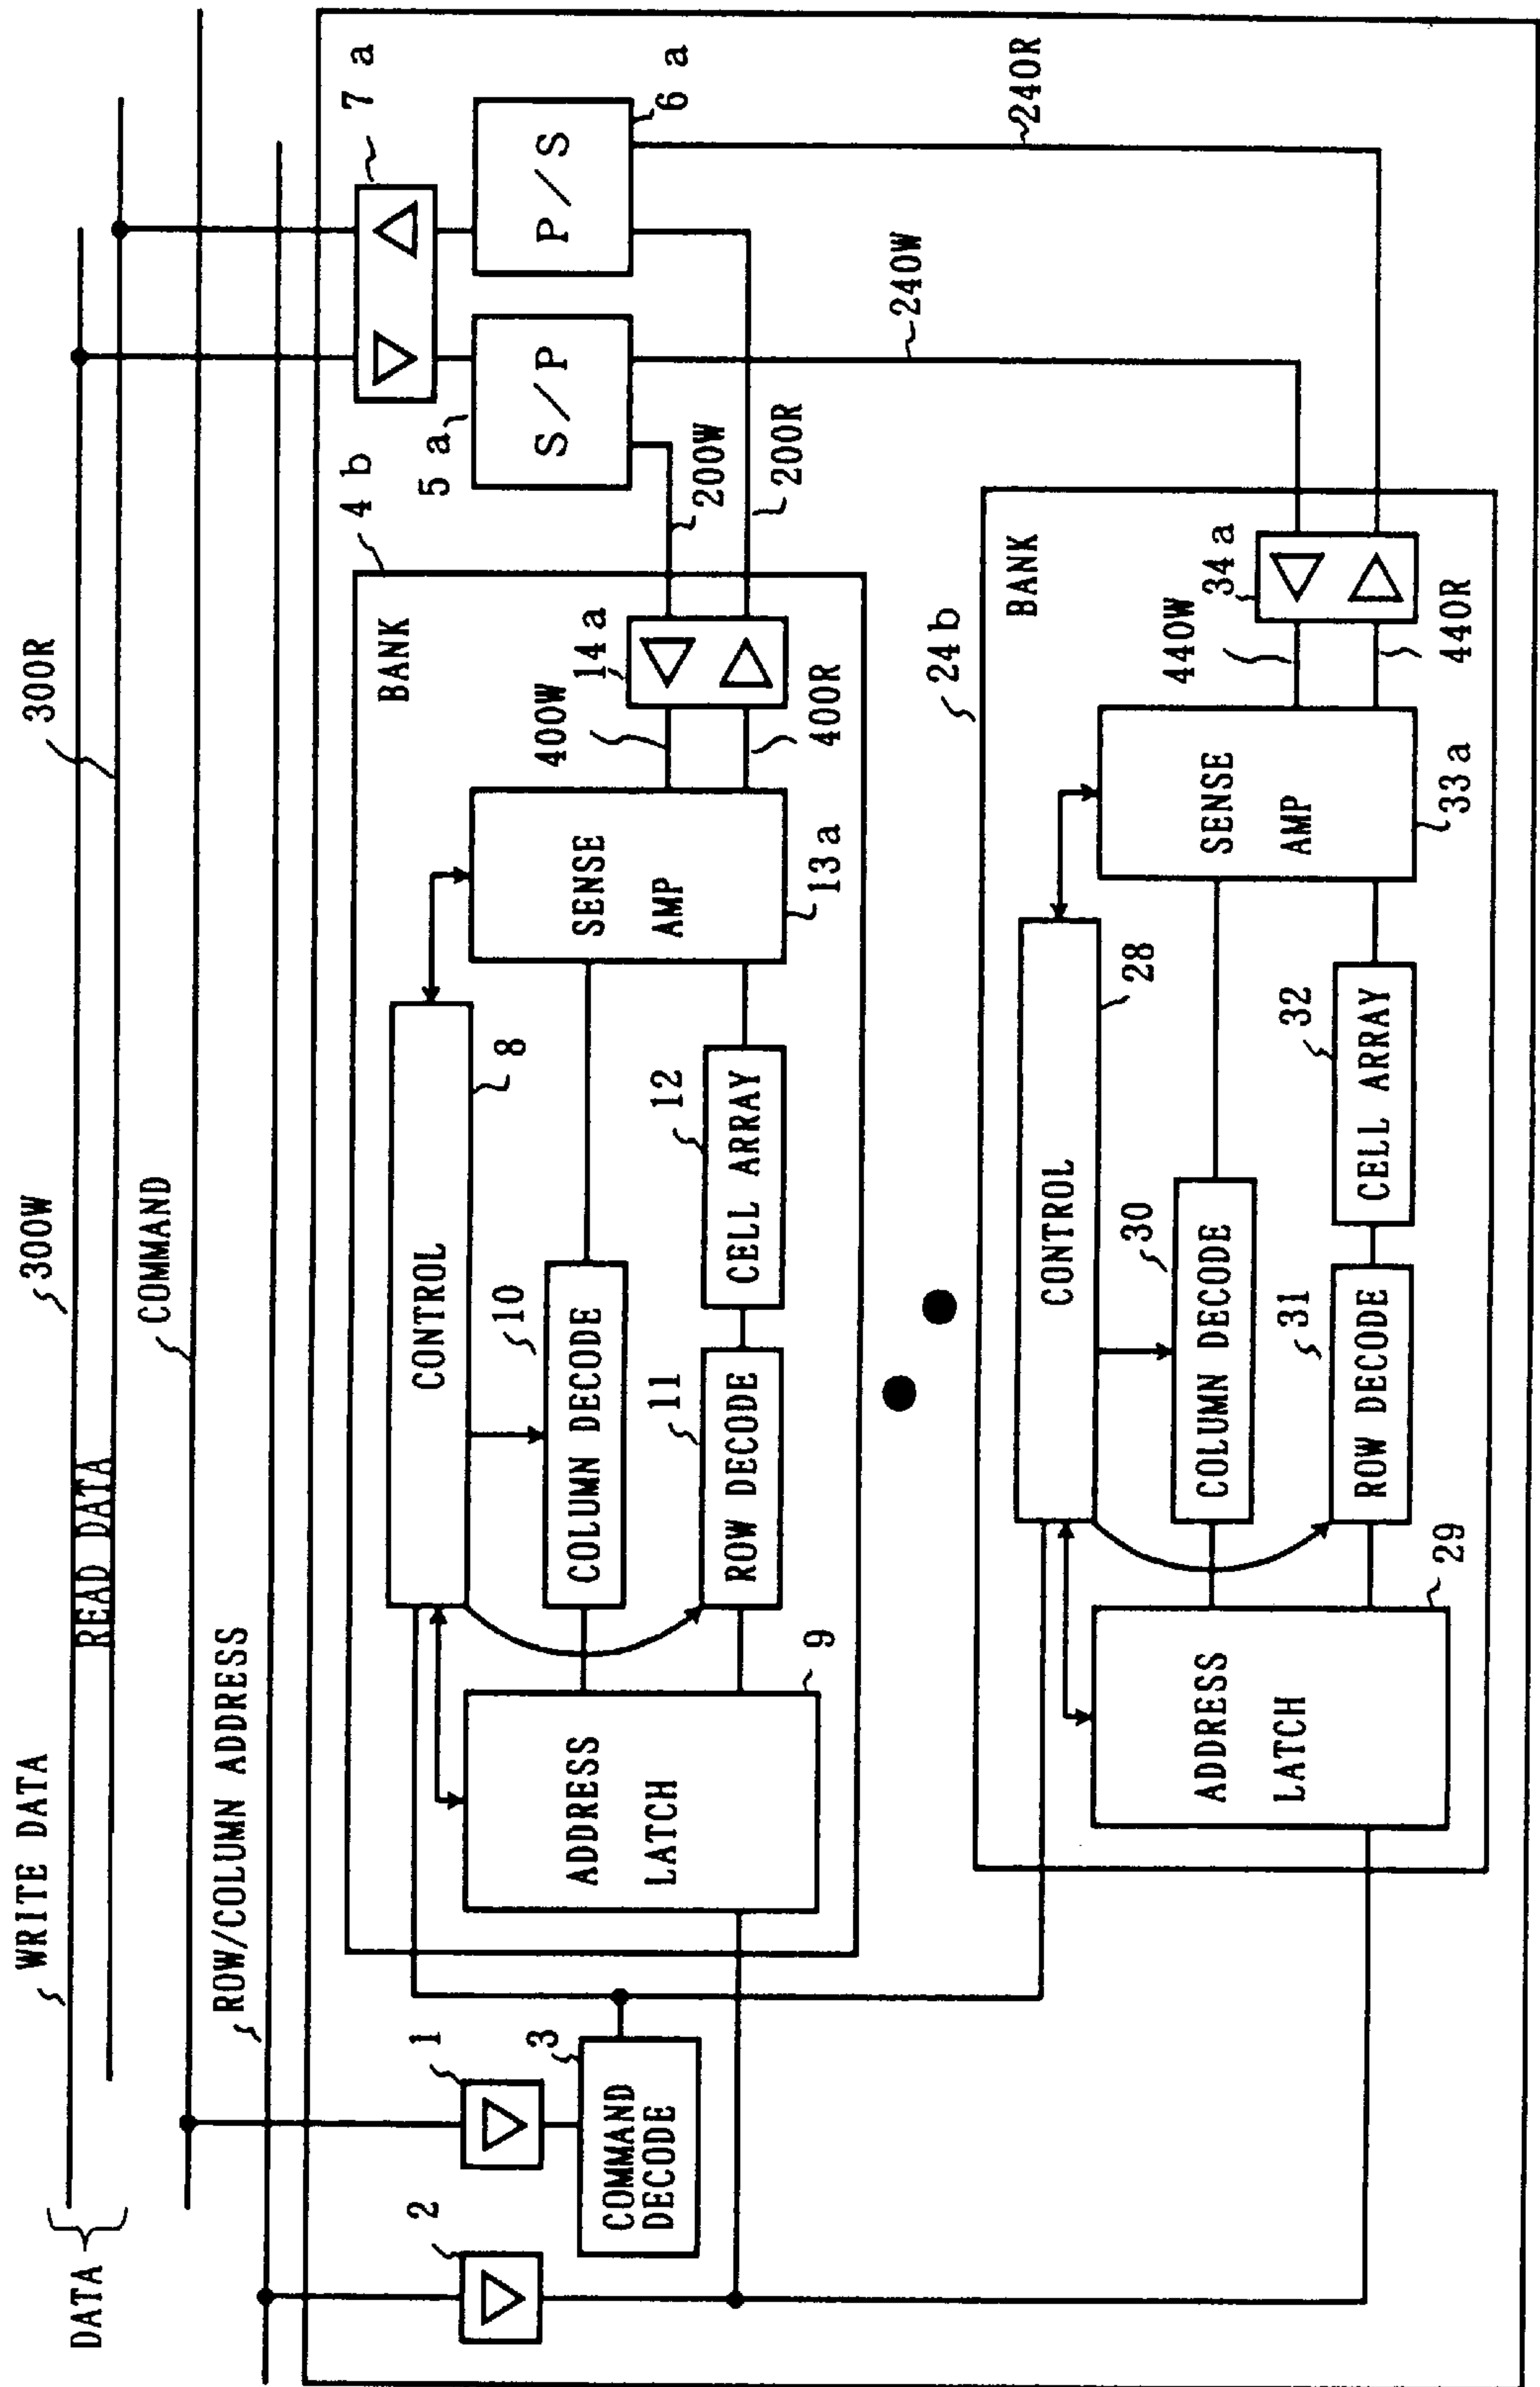 DATA
WRITE DATA
300W
300R
READ DATA
COMMAND
ROW/COLUMN ADDRESS
2
1
3
COMMAND
DECODE
4b
5a
S/P
7a
P/S
6a
BANK
CONTROL
8
ADDRESS
LATCH
9
10
COLUMN DECODE
11
ROW DECODE
12
CELL ARRAY
SENSE
AMP
13a
400W
14a
400R
200W
200R
240W
240R
24b
BANK
CONTROL
28
ADDRESS
LATCH
29
30
COLUMN DECODE
31
ROW DECODE
32
CELL ARRAY
SENSE
AMP
33a
440W
34a
440R